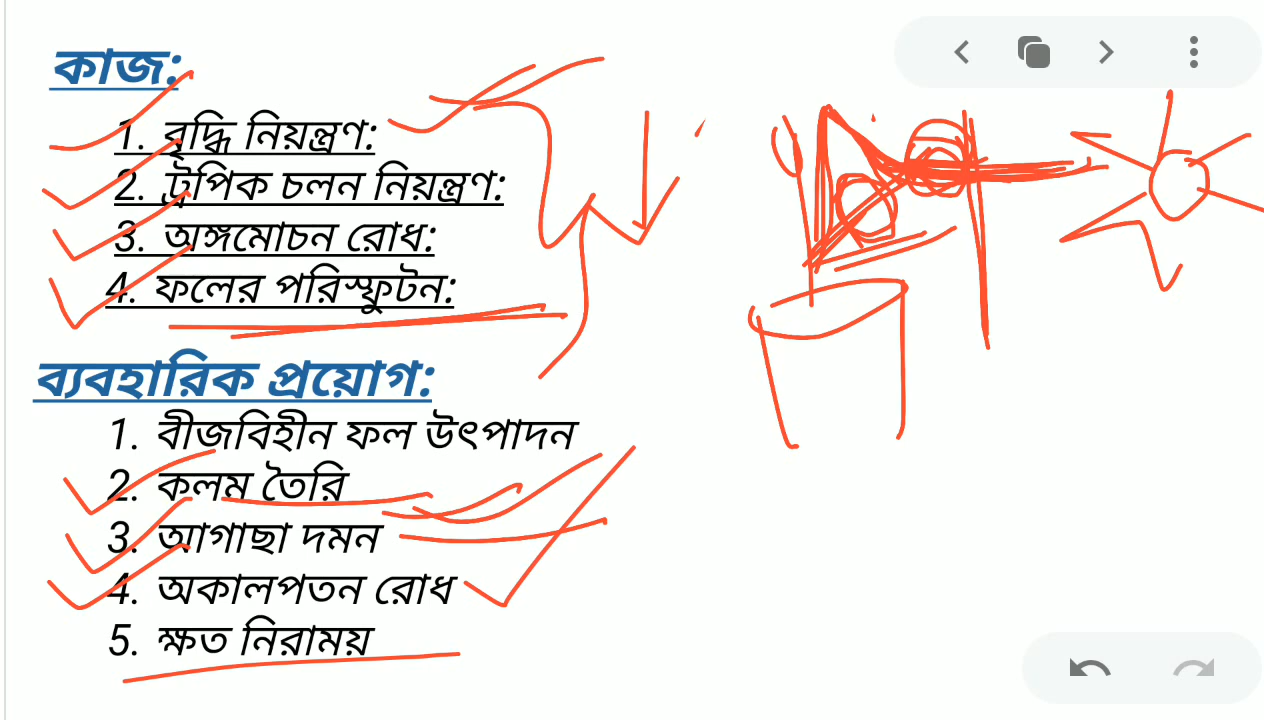 কাজ:
1. বৃদ্ধি নিয়ন্ত্রণ:
2. ট্রপিক চলন নিয়ন্ত্রণ:
3. অঙ্গমোচন রোধ:
4. ফলের পরিস্ফুটন:
ব্যবহারিক প্রয়োগ:
1. বীজবিহীন ফল উৎপাদন
2. কলম তৈরি
3. আগাছা দমন
4. অকালপতন রোধ
5. ক্ষত নিরাময়